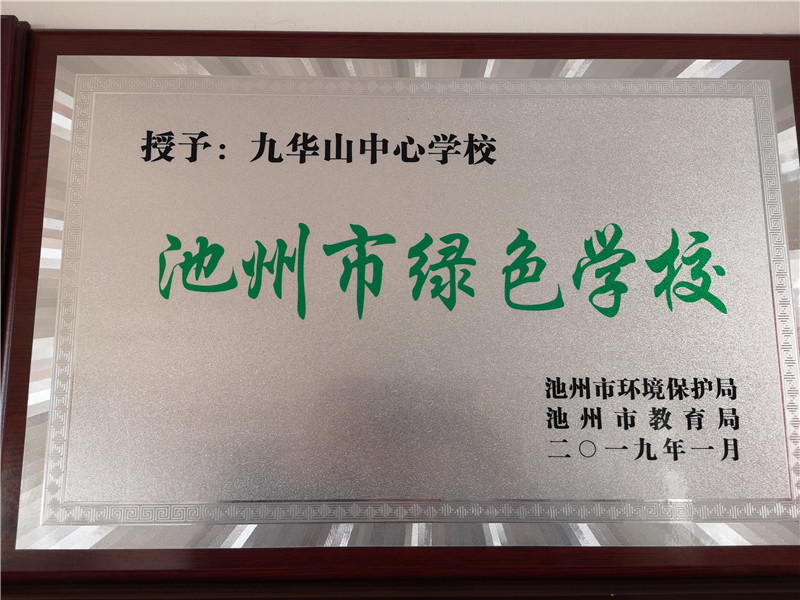 授予：九华山中心学校
池州市绿色学校
池州市环境保护局
池州市教育局
二〇一九年一月